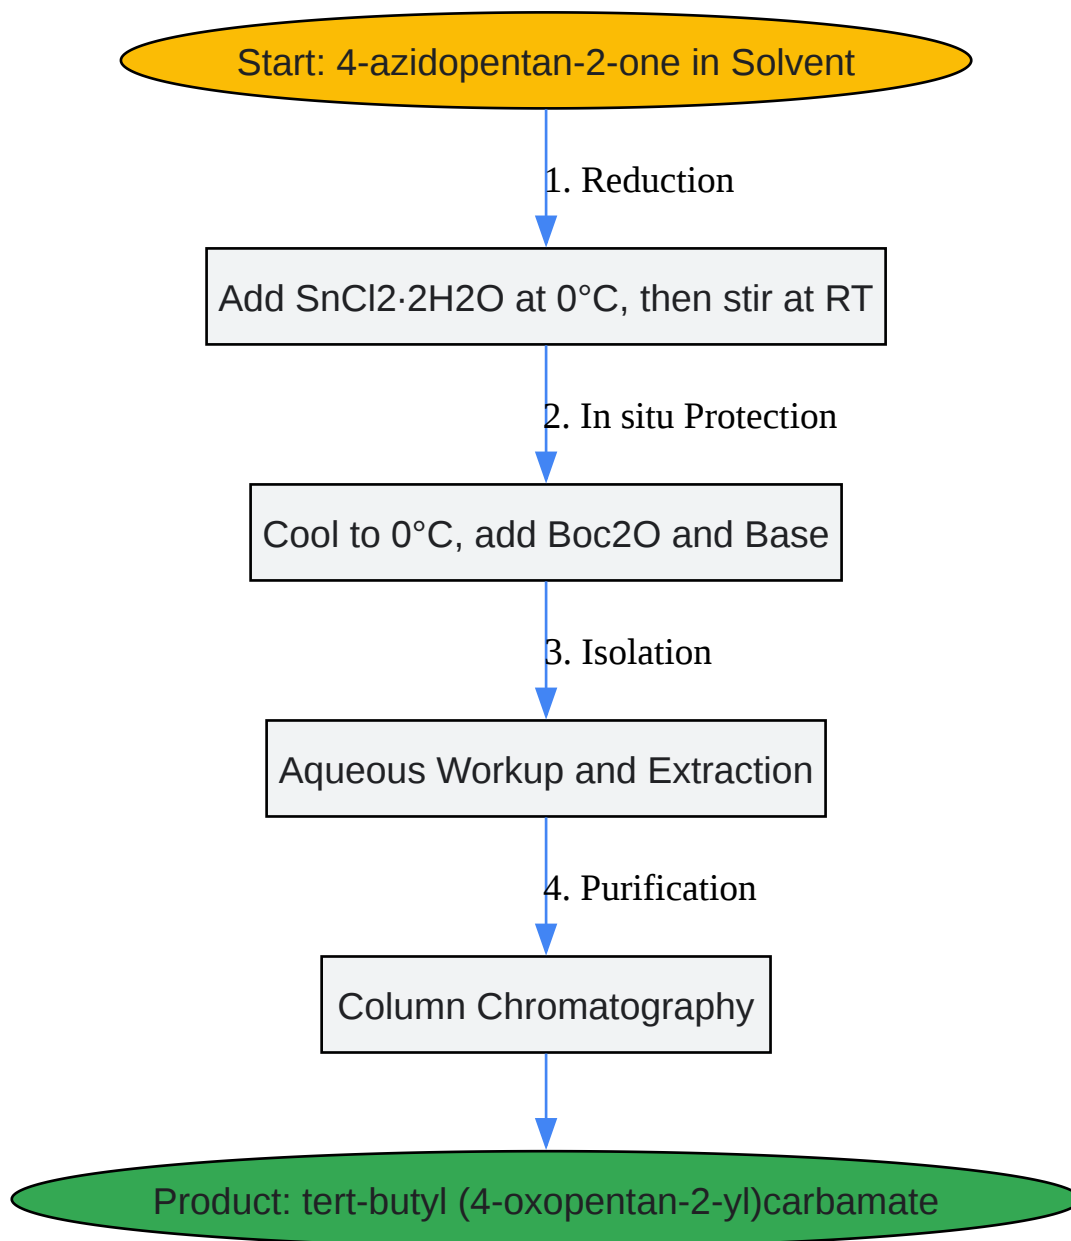 Start: 4-azidopentan-2-one in Solvent
1. Reduction
Add SnCl2·2H2O at 0°C, then stir at RT
2. In situ Protection
Cool to 0°C, add Boc2O and Base
3. Isolation
Aqueous Workup and Extraction
4. Purification
Column Chromatography
Product: tert-butyl (4-oxopentan-2-yl)carbamate